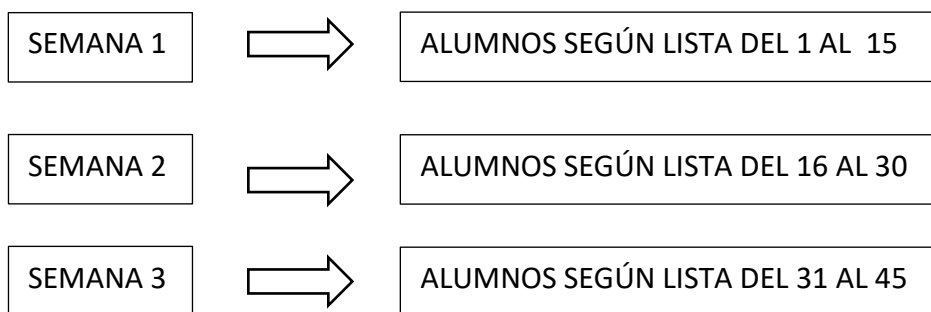 SEMANA 1 ALUMNOS SEGÚN LISTA DEL 1 AL 15
SEMANA 2 ALUMNOS SEGÚN LISTA DEL 16 AL 30
SEMANA 3 ALUMNOS SEGÚN LISTA DEL 31 AL 45